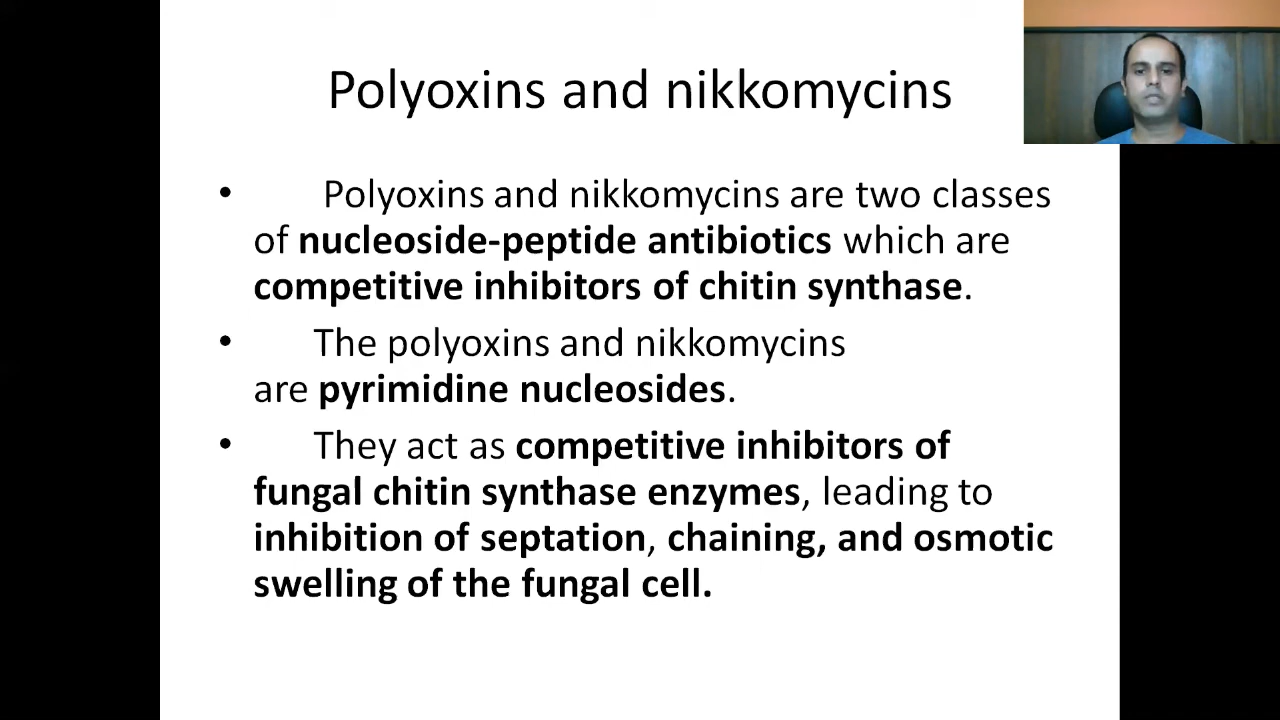 Polyoxins and nikkomycins
• Polyoxins and nikkomycins are two classes
of nucleoside-peptide antibiotics which are
competitive inhibitors of chitin synthase.
• The polyoxins and nikkomycins
are pyrimidine nucleosides.
• They act as competitive inhibitors of
fungal chitin synthase enzymes, leading to
inhibition of septation, chaining, and osmotic
swelling of the fungal cell.